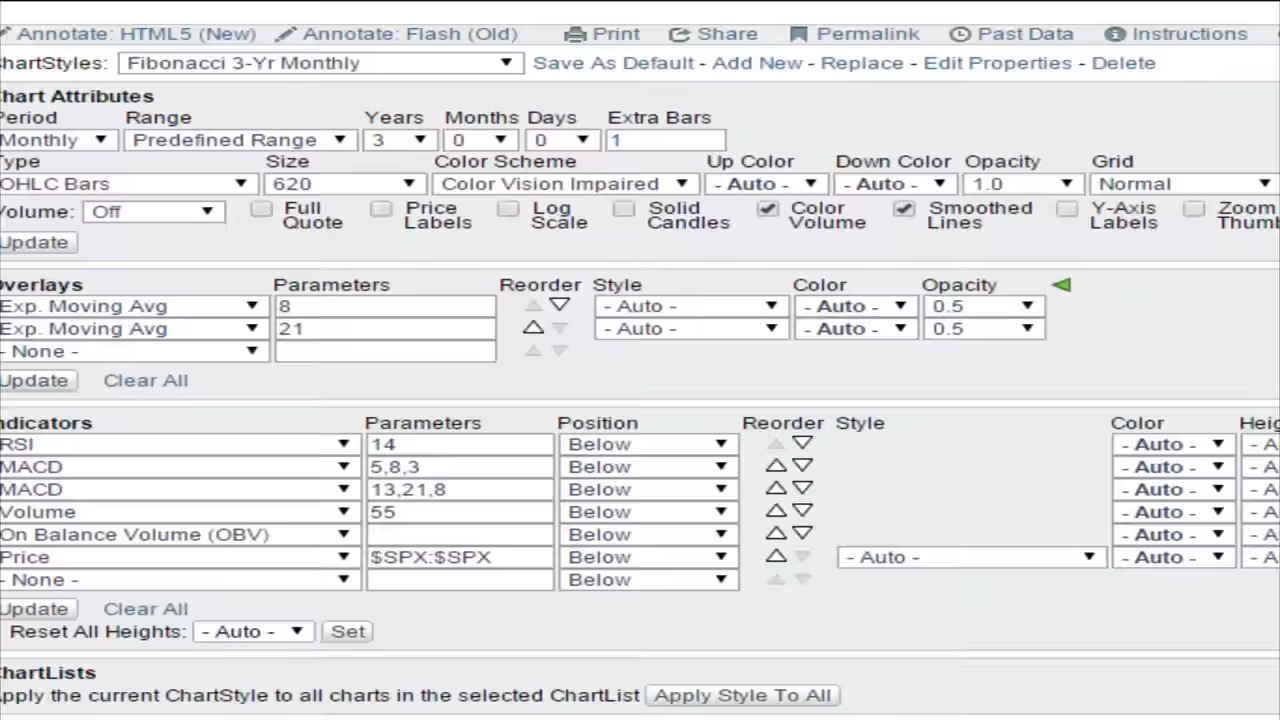 Annotate: HTML5 (New) Annotate: Flash (Old) Print Share Permalink Past Data Instructions
hartStyles: Fibonacci 3-Yr Monthly Save As Default - Add New - Replace - Edit Properties - Delete
hart Attributes
Period Range Years Months Days Extra Bars
Monthly Predefined Range 3 0 0 1
Type Size Color Scheme Up Color Down Color Opacity Grid
OHLC Bars 620 Color Vision Impaired - Auto - - Auto - 1.0 Normal
Volume: Off Full Quote Price Labels Log Scale Solid Candles Color Volume Smoothed Lines Y-Axis Labels Zoom Thum
Update
verlays Parameters Reorder Style Color Opacity
Exp. Moving Avg 8 - Auto - - Auto - 0.5
Exp. Moving Avg 21 - Auto - - Auto - 0.5
- None -
Update Clear All
ndicators Parameters Position Reorder Style Color Heig
RSI 14 Below - Auto - - A
MACD 5,8,3 Below - Auto - - A
MACD 13,21,8 Below - Auto - - A
Volume 55 Below - Auto - - A
On Balance Volume (OBV) Below - Auto - - A
Price $SPX:$SPX Below - Auto - - Auto - - A
- None - Below
Update Clear All
Reset All Heights: - Auto - Set
hartLists
pply the current ChartStyle to all charts in the selected ChartList Apply Style To All